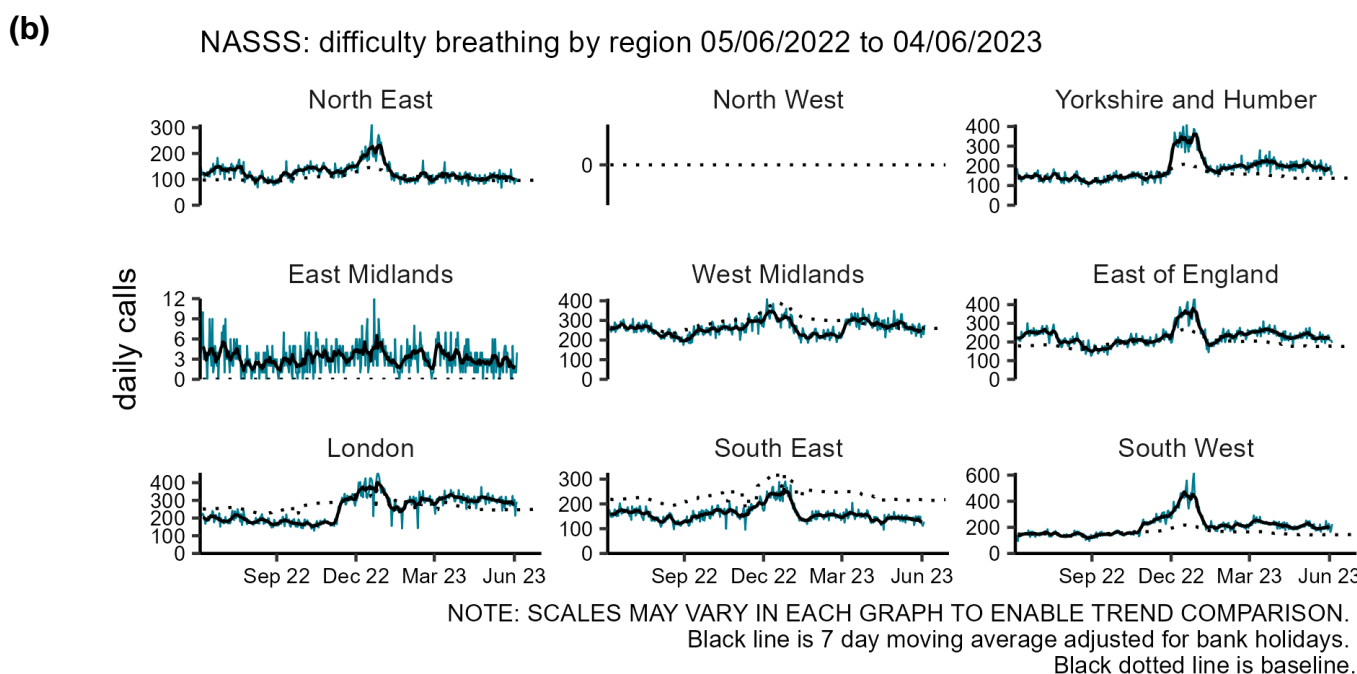 (b)
NASSS: difficulty breathing by region 05/06/2022 to 04/06/2023
daily calls
North East
300
200
100
0
North West
0
Yorkshire and Humber
400
300
200
100
0
East Midlands
12
9
6
3
0
West Midlands
400
300
200
100
0
East of England
400
300
200
100
0
London
400
300
200
100
0
Sep 22 Dec 22 Mar 23 Jun 23
South East
300
200
100
0
Sep 22 Dec 22 Mar 23 Jun 23
South West
600
400
200
0
Sep 22 Dec 22 Mar 23 Jun 23
NOTE: SCALES MAY VARY IN EACH GRAPH TO ENABLE TREND COMPARISON.
Black line is 7 day moving average adjusted for bank holidays.
Black dotted line is baseline.